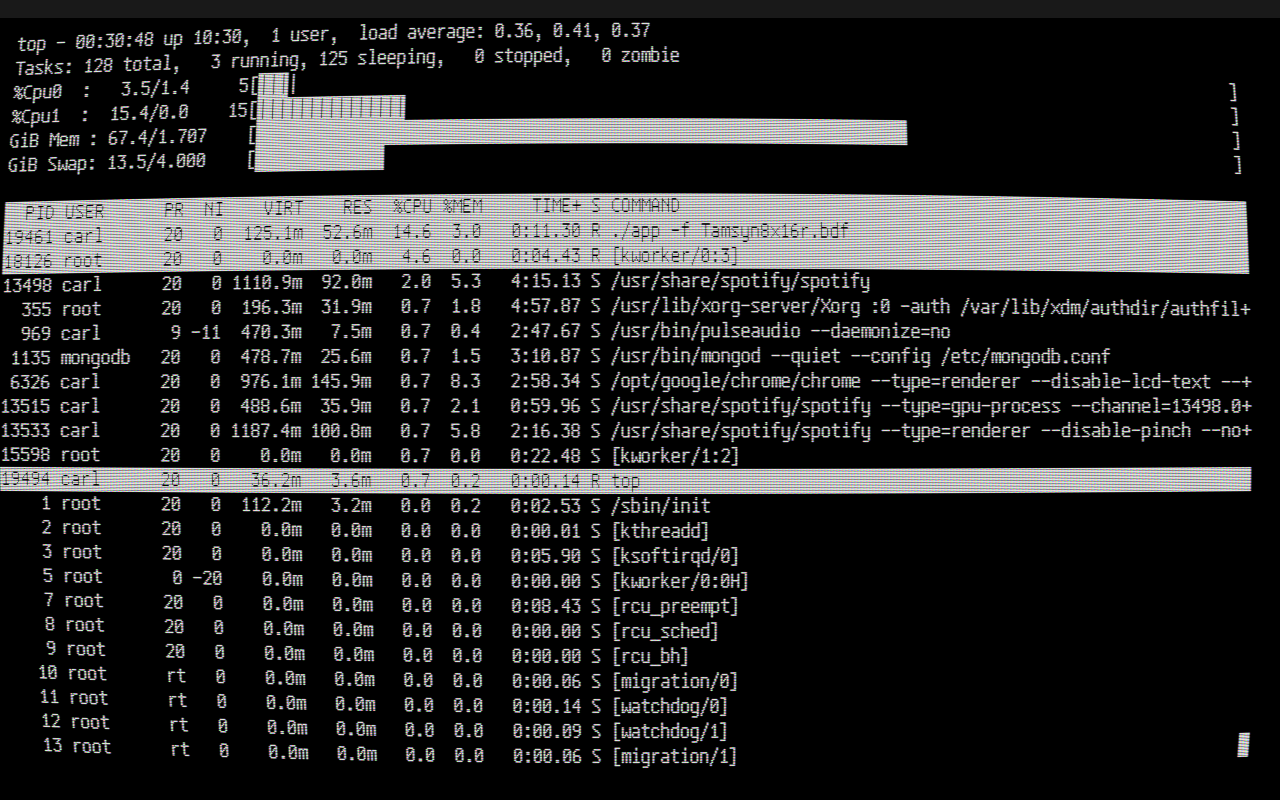 top - 00:30:48 up 10:30,  1 user,  load average: 0.36, 0.41, 0.37
Tasks: 128 total,   3 running, 125 sleeping,   0 stopped,   0 zombie
%Cpu0  :   3.5/1.4     5[|||||                    ]
%Cpu1  :  15.4/0.0    15[|||||||||||||||          ]
GiB Mem : 67.4/1.707    [                         ]
GiB Swap: 13.5/4.000    [                         ]
PID USER      PR  NI    VIRT    RES  %CPU %MEM     TIME+ S COMMAND
19461 carl      20   0  125.1m  52.6m  14.6  3.0   0:11.30 R ./app -f Tamsyn8x16r.bdf
18126 root      20   0    0.0m   0.0m   4.6  0.0   0:04.43 R [kworker/0:3]
13498 carl      20   0 1110.9m  92.0m   2.0  5.3   4:15.13 S /usr/share/spotify/spotify
355 root      20   0  196.3m  31.9m   0.7  1.8   4:57.87 S /usr/lib/xorg-server/Xorg :0 -auth /var/lib/xdm/authdir/authfil+
969 carl       9 -11  470.3m   7.5m   0.7  0.4   2:47.67 S /usr/bin/pulseaudio --daemonize=no
1135 mongodb   20   0  478.7m  25.6m   0.7  1.5   3:10.87 S /usr/bin/mongod --quiet --config /etc/mongodb.conf
6326 carl      20   0  976.1m 145.9m   0.7  8.3   2:58.34 S /opt/google/chrome/chrome --type=renderer --disable-lcd-text --+
13515 carl      20   0  488.6m  35.9m   0.7  2.1   0:59.96 S /usr/share/spotify/spotify --type=gpu-process --channel=13498.0+
13533 carl      20   0 1187.4m 100.8m   0.7  5.8   2:16.38 S /usr/share/spotify/spotify --type=renderer --disable-pinch --no+
15598 root      20   0    0.0m   0.0m   0.7  0.0   0:22.48 S [kworker/1:2]
19494 carl      20   0   36.2m   3.6m   0.7  0.2   0:00.14 R top
1 root      20   0  112.2m   3.2m   0.0  0.2   0:02.53 S /sbin/init
2 root      20   0    0.0m   0.0m   0.0  0.0   0:00.01 S [kthreadd]
3 root      20   0    0.0m   0.0m   0.0  0.0   0:05.90 S [ksoftirqd/0]
5 root       0 -20    0.0m   0.0m   0.0  0.0   0:00.00 S [kworker/0:0H]
7 root      20   0    0.0m   0.0m   0.0  0.0   0:08.43 S [rcu_preempt]
8 root      20   0    0.0m   0.0m   0.0  0.0   0:00.00 S [rcu_sched]
9 root      20   0    0.0m   0.0m   0.0  0.0   0:00.00 S [rcu_bh]
10 root      rt   0    0.0m   0.0m   0.0  0.0   0:00.06 S [migration/0]
11 root      rt   0    0.0m   0.0m   0.0  0.0   0:00.14 S [watchdog/0]
12 root      rt   0    0.0m   0.0m   0.0  0.0   0:00.09 S [watchdog/1]
13 root      rt   0    0.0m   0.0m   0.0  0.0   0:00.06 S [migration/1]